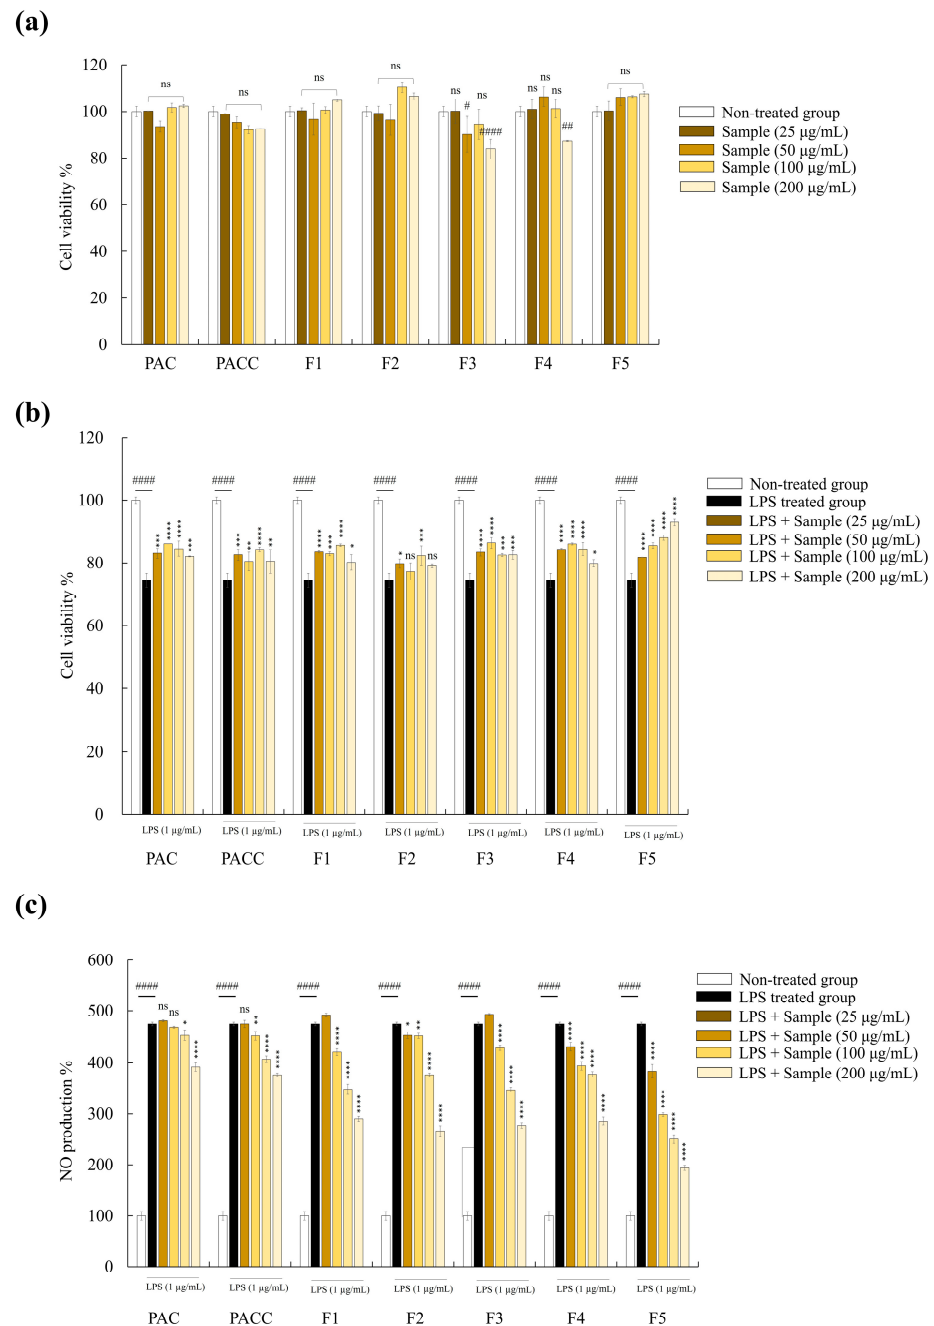 (a)
120
100
80
60
40
20
0
Cell viability %
ns
ns
ns
ns
ns
#
ns
####
ns
ns
ns
##
ns
PAC
PACC
F1
F2
F3
F4
F5
Non-treated group
Sample (25 μg/mL)
Sample (50 μg/mL)
Sample (100 μg/mL)
Sample (200 μg/mL)
(b)
120
100
80
60
40
20
0
Cell viability %
####
####
####
####
####
####
####
ns
ns
LPS (1 μg/mL)
LPS (1 μg/mL)
LPS (1 μg/mL)
LPS (1 μg/mL)
LPS (1 μg/mL)
LPS (1 μg/mL)
LPS (1 μg/mL)
PAC
PACC
F1
F2
F3
F4
F5
Non-treated group
LPS treated group
LPS + Sample (25 μg/mL)
LPS + Sample (50 μg/mL)
LPS + Sample (100 μg/mL)
LPS + Sample (200 μg/mL)
(c)
600
500
400
300
200
100
0
NO production %
####
####
####
####
####
####
####
ns
ns
ns
LPS (1 μg/mL)
LPS (1 μg/mL)
LPS (1 μg/mL)
LPS (1 μg/mL)
LPS (1 μg/mL)
LPS (1 μg/mL)
LPS (1 μg/mL)
PAC
PACC
F1
F2
F3
F4
F5
Non-treated group
LPS treated group
LPS + Sample (25 μg/mL)
LPS + Sample (50 μg/mL)
LPS + Sample (100 μg/mL)
LPS + Sample (200 μg/mL)